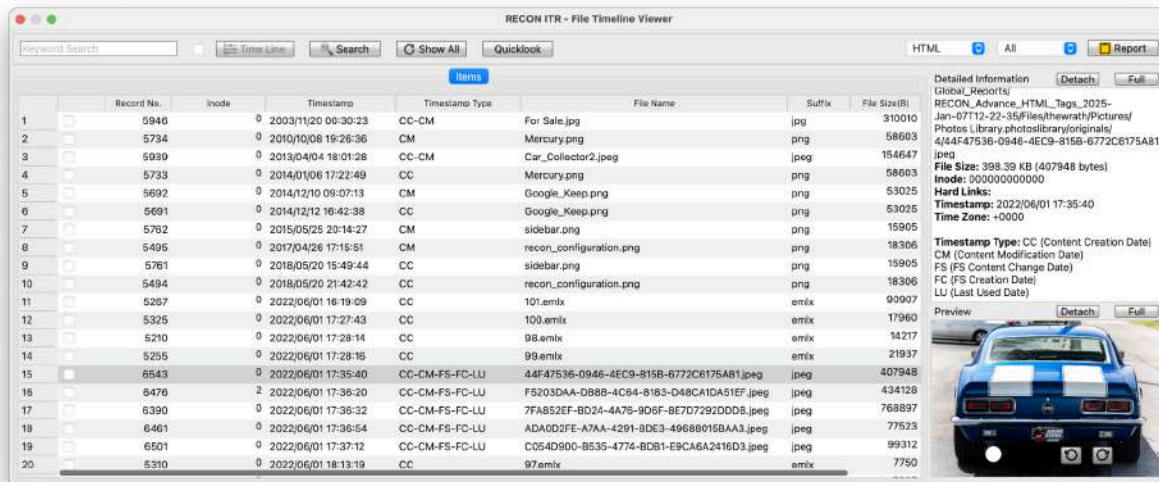 RECON ITR - File Timeline Viewer
Keyword Search Time Line Search Show All Quicklook HTML All Report
Items
Record No. Inode Timestamp Timestamp Type File Name Suffix File Size(B)
1 5946 0 2003/11/20 00:30:23 CC-CM For Sale.jpg jpg 310010
2 5734 0 2010/10/08 19:26:36 CM Mercury.png png 58603
3 5939 0 2013/04/04 18:01:28 CC-CM Car_Collector2.jpeg jpeg 154647
4 5733 0 2014/01/06 17:22:49 CC Mercury.png png 58603
5 5692 0 2014/12/10 09:07:13 CM Google_Keep.png png 53025
6 5691 0 2014/12/12 16:42:38 CC Google_Keep.png png 53025
7 5762 0 2015/05/25 20:14:27 CM sidebar.png png 15905
8 5495 0 2017/04/26 17:15:51 CM recon_configuration.png png 18306
9 5761 0 2018/05/20 15:49:44 CC sidebar.png png 15905
10 5494 0 2018/05/20 21:42:42 CC recon_configuration.png png 18306
11 5267 0 2022/06/01 16:19:09 CC 101.emlx emlx 90907
12 5325 0 2022/06/01 17:27:43 CC 100.emlx emlx 17960
13 5210 0 2022/06/01 17:28:14 CC 98.emlx emlx 14217
14 5255 0 2022/06/01 17:28:16 CC 99.emlx emlx 21937
15 6543 0 2022/06/01 17:35:40 CC-CM-FS-FC-LU 44F47536-0946-4EC9-815B-6772C6175A81.jpeg jpeg 407948
16 6476 2 2022/06/01 17:36:20 CC-CM-FS-FC-LU F5203DAA-DB8B-4C64-8163-D48CA1DA51EF.jpeg jpeg 434128
17 6390 0 2022/06/01 17:36:32 CC-CM-FS-FC-LU 7FA852EF-BD24-4A76-9D6F-8E7D7292DDDB.jpeg jpeg 768897
18 6461 0 2022/06/01 17:36:54 CC-CM-FS-FC-LU ADA0D2FE-A7AA-4291-8DE3-49688015BAA3.jpeg jpeg 77523
19 6501 0 2022/06/01 17:37:12 CC-CM-FS-FC-LU C054D900-B535-4774-BDB1-E9CA6A2416D3.jpeg jpeg 99312
20 5310 0 2022/06/01 18:13:19 CC 97.emlx emlx 7750
Detailed Information Detach Full
Global_Reports/
RECON_Advance_HTML_Tags_2025-
Jan-07T12-22-35/Files/thewrath/Pictures/
Photos Library.photoslibrary/originals/
4/44F47536-0946-4EC9-815B-6772C6175A81
jpeg
File Size: 398.39 KB (407948 bytes)
Inode: 000000000000
Hard Links:
Timestamp: 2022/06/01 17:35:40
Time Zone: +0000
Timestamp Type: CC (Content Creation Date)
CM (Content Modification Date)
FS (FS Content Change Date)
FC (FS Creation Date)
LU (Last Used Date)
Preview Detach Full